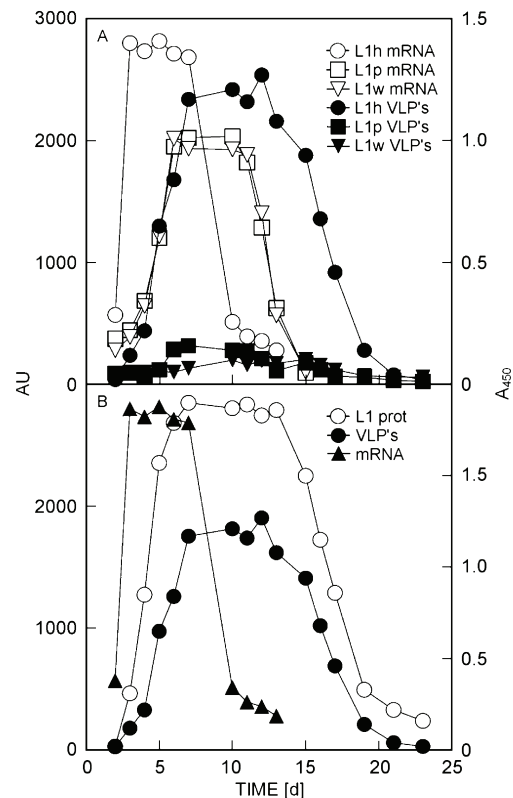 A
3000
2000
1000
0
1.5
1.0
0.5
0
L1h mRNA
L1p mRNA
L1w mRNA
L1h VLP's
L1p VLP's
L1w VLP's
AU
A450
B
2000
1000
0
1.5
1.0
0.5
0
L1 prot
VLP's
mRNA
0 5 10 15 20 25
TIME [d]